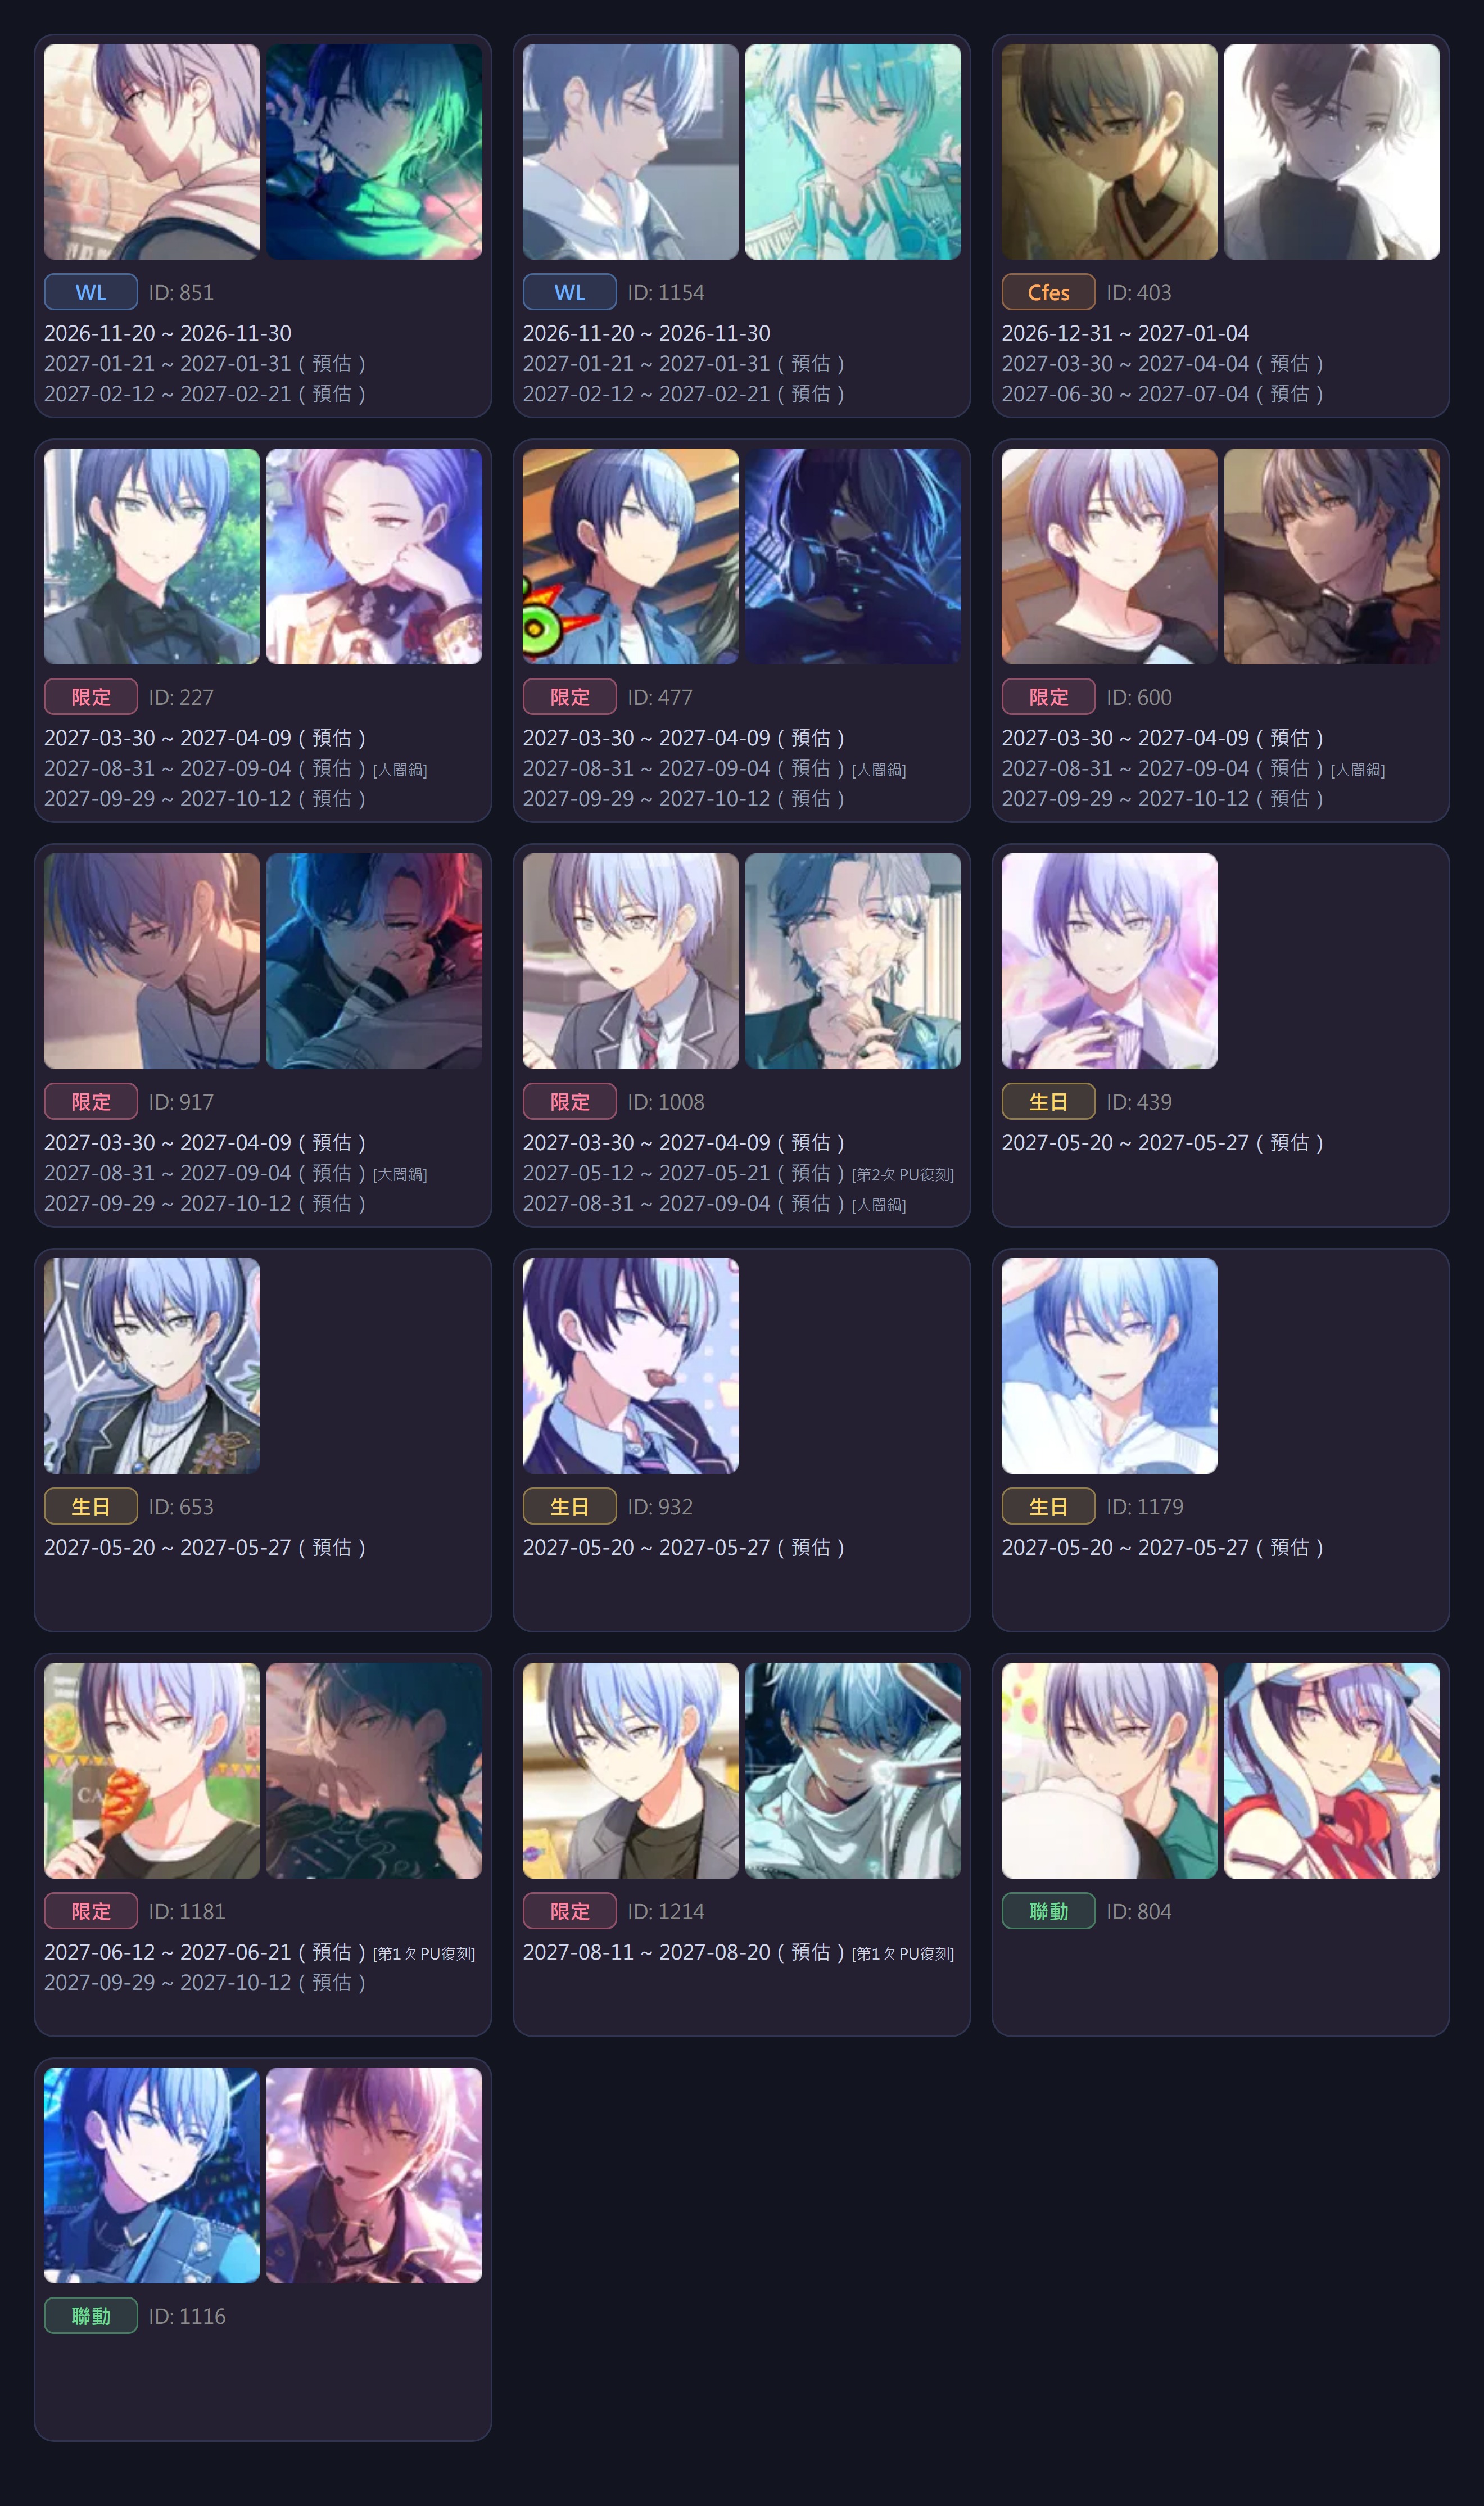 WL ID: 851
2026-11-20 ~ 2026-11-30
2027-01-21 ~ 2027-01-31 ( 預估 )
2027-02-12 ~ 2027-02-21 ( 預估 )
WL ID: 1154
2026-11-20 ~ 2026-11-30
2027-01-21 ~ 2027-01-31 ( 預估 )
2027-02-12 ~ 2027-02-21 ( 預估 )
Cfes ID: 403
2026-12-31 ~ 2027-01-04
2027-03-30 ~ 2027-04-04 ( 預估 )
2027-06-30 ~ 2027-07-04 ( 預估 )
限定 ID: 227
2027-03-30 ~ 2027-04-09 ( 預估 )
2027-08-31 ~ 2027-09-04 ( 預估 ) [大闇鍋]
2027-09-29 ~ 2027-10-12 ( 預估 )
限定 ID: 477
2027-03-30 ~ 2027-04-09 ( 預估 )
2027-08-31 ~ 2027-09-04 ( 預估 ) [大闇鍋]
2027-09-29 ~ 2027-10-12 ( 預估 )
限定 ID: 600
2027-03-30 ~ 2027-04-09 ( 預估 )
2027-08-31 ~ 2027-09-04 ( 預估 ) [大闇鍋]
2027-09-29 ~ 2027-10-12 ( 預估 )
限定 ID: 917
2027-03-30 ~ 2027-04-09 ( 預估 )
2027-08-31 ~ 2027-09-04 ( 預估 ) [大闇鍋]
2027-09-29 ~ 2027-10-12 ( 預估 )
限定 ID: 1008
2027-03-30 ~ 2027-04-09 ( 預估 )
2027-05-12 ~ 2027-05-21 ( 預估 ) [第2次 PU復刻]
2027-08-31 ~ 2027-09-04 ( 預估 ) [大闇鍋]
生日 ID: 439
2027-05-20 ~ 2027-05-27 ( 預估 )
生日 ID: 653
2027-05-20 ~ 2027-05-27 ( 預估 )
生日 ID: 932
2027-05-20 ~ 2027-05-27 ( 預估 )
生日 ID: 1179
2027-05-20 ~ 2027-05-27 ( 預估 )
CA
限定 ID: 1181
2027-06-12 ~ 2027-06-21 ( 預估 ) [第1次 PU復刻]
2027-09-29 ~ 2027-10-12 ( 預估 )
限定 ID: 1214
2027-08-11 ~ 2027-08-20 ( 預估 ) [第1次 PU復刻]
聯動 ID: 804
聯動 ID: 1116